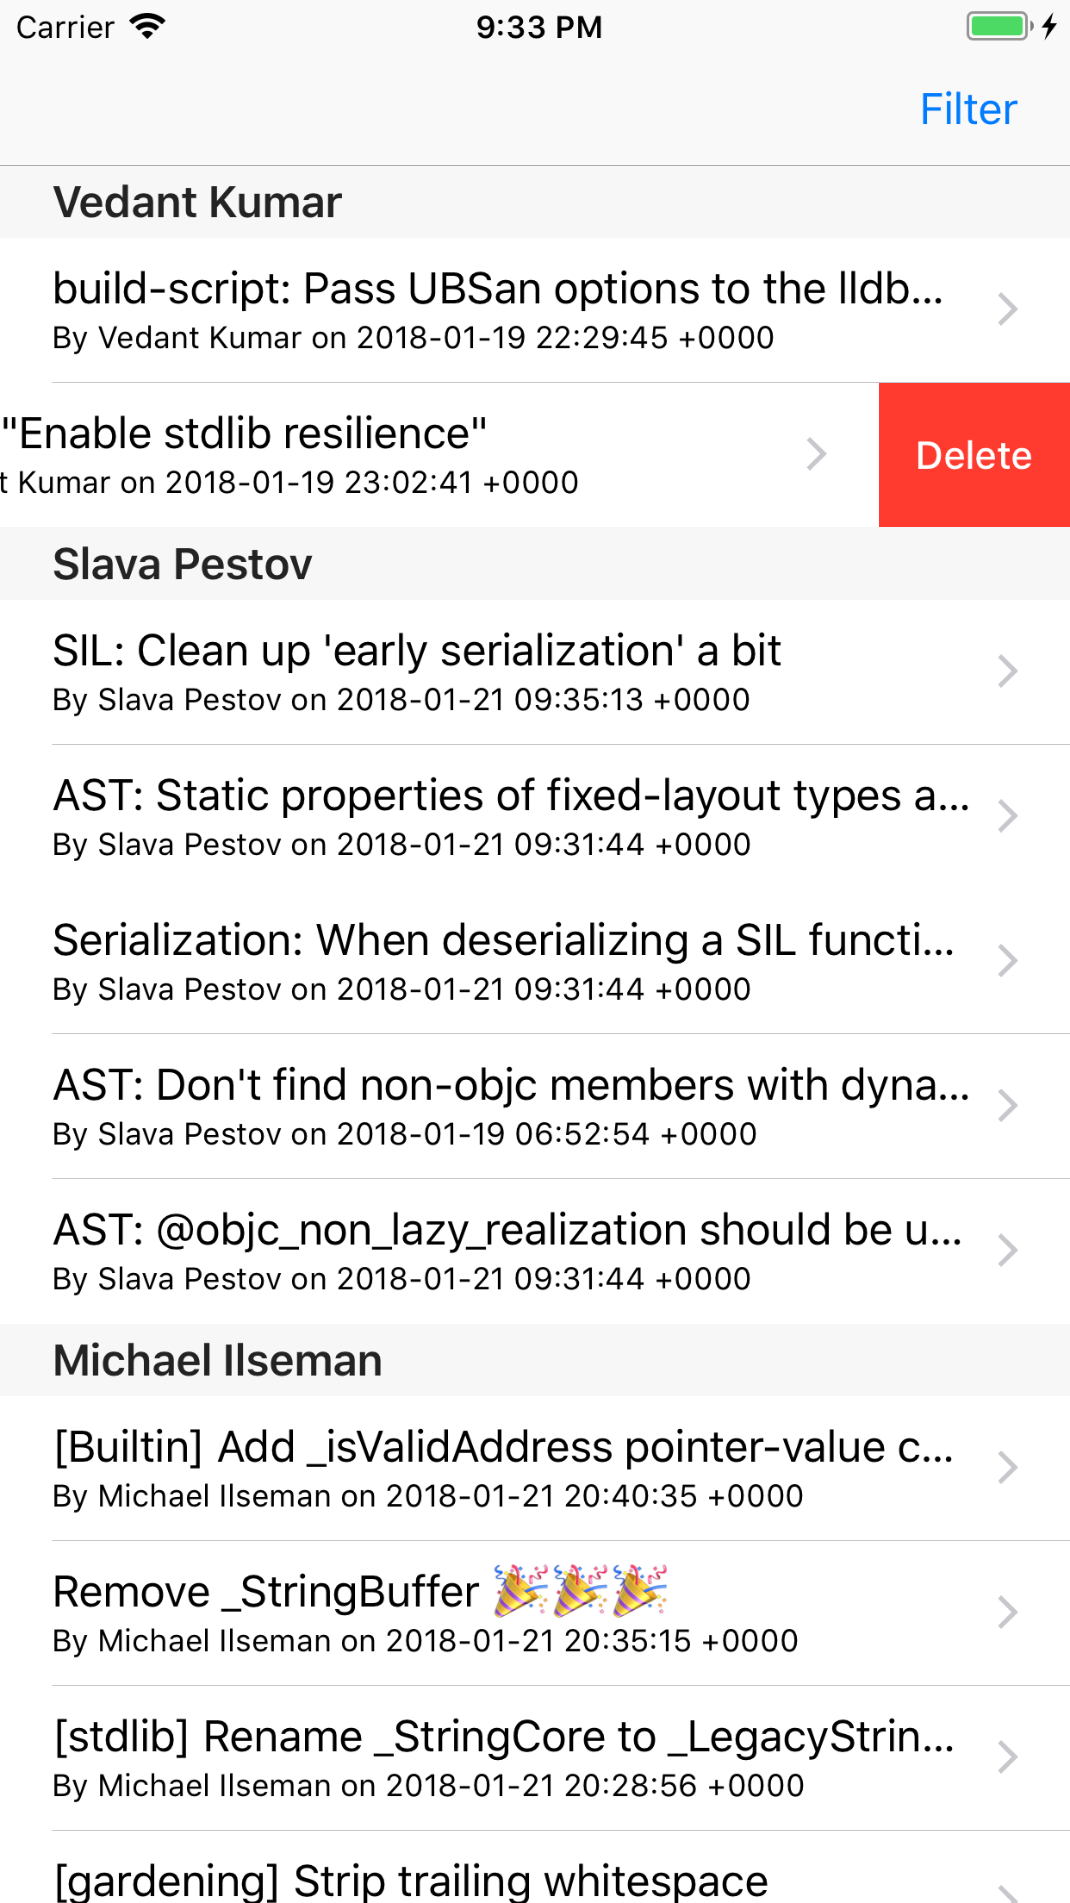 Carrier 9:33 PM
Filter
Vedant Kumar
build-script: Pass UBSan options to the lldb...
By Vedant Kumar on 2018-01-19 22:29:45 +0000
"Enable stdlib resilience"
t Kumar on 2018-01-19 23:02:41 +0000
Delete
Slava Pestov
SIL: Clean up 'early serialization' a bit
By Slava Pestov on 2018-01-21 09:35:13 +0000
AST: Static properties of fixed-layout types a...
By Slava Pestov on 2018-01-21 09:31:44 +0000
Serialization: When deserializing a SIL functi...
By Slava Pestov on 2018-01-21 09:31:44 +0000
AST: Don't find non-objc members with dyna...
By Slava Pestov on 2018-01-19 06:52:54 +0000
AST: @objc_non_lazy_realization should be u...
By Slava Pestov on 2018-01-21 09:31:44 +0000
Michael Ilseman
[Builtin] Add _isValidAddress pointer-value c...
By Michael Ilseman on 2018-01-21 20:40:35 +0000
Remove _StringBuffer 🎉🎉🎉
By Michael Ilseman on 2018-01-21 20:35:15 +0000
[stdlib] Rename _StringCore to _LegacyStrin...
By Michael Ilseman on 2018-01-21 20:28:56 +0000
[gardening] Strip trailing whitespace